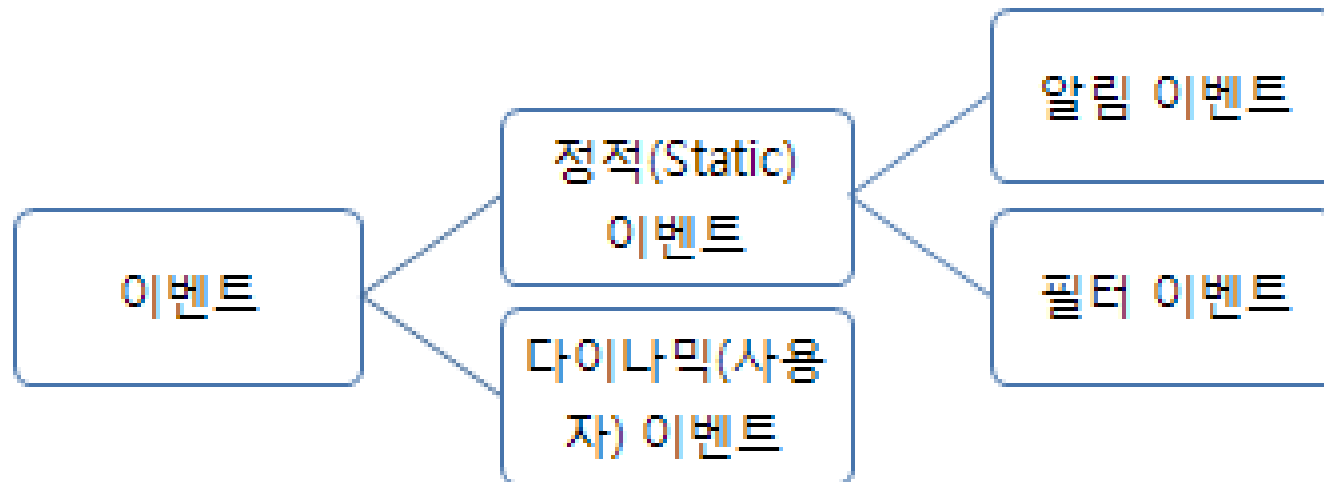 이벤트
정적(Static)
이벤트
다이나믹(사용
자) 이벤트
알림 이벤트
필터 이벤트